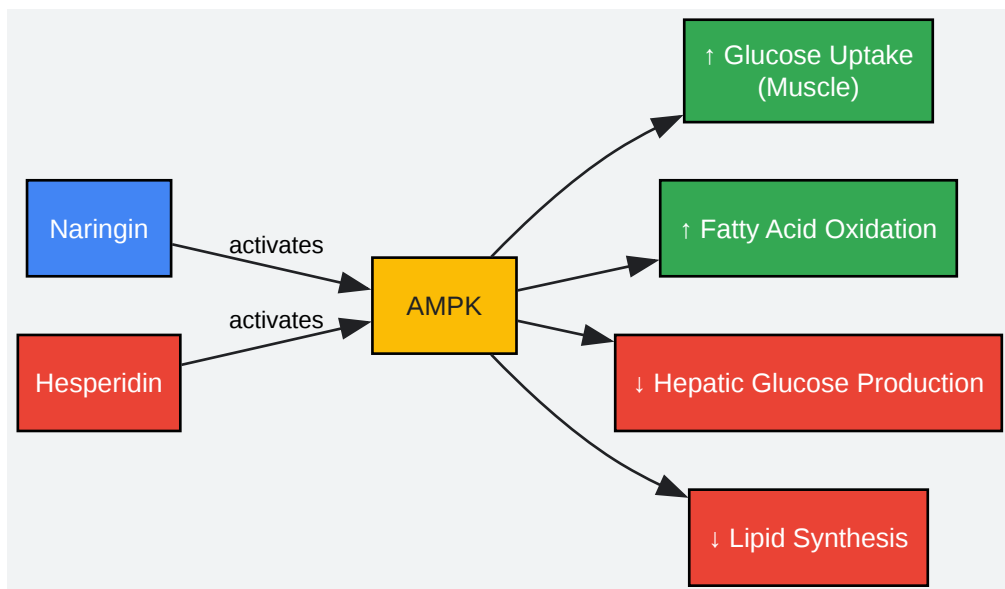 Naringin
Hesperidin
activates
activates
AMPK
↑ Glucose Uptake
(Muscle)
↑ Fatty Acid Oxidation
↓ Hepatic Glucose Production
↓ Lipid Synthesis